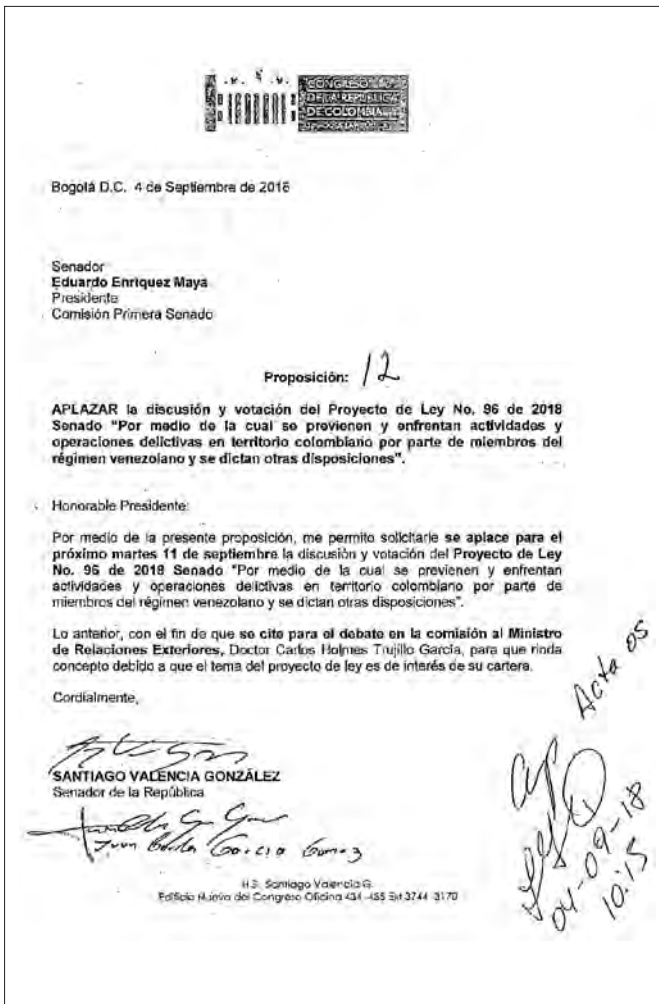 CONGRESO
DE LA REPÚBLICA
DE COLOMBIA
Bogotá D.C. 4 de Septiembre de 2018
Senador
Eduardo Enríquez Maya
Presidente
Comisión Primera Senado
Proposición: 12
APLAZAR la discusión y votación del Proyecto de Ley No. 96 de 2018
Senado "Por medio de la cual se previenen y enfrentan actividades y
operaciones delictivas en territorio colombiano por parte de miembros del
régimen venezolano y se dictan otras disposiciones".
Honorable Presidente:
Por medio de la presente proposición, me permito solicitarle se aplace para el
próximo martes 11 de septiembre la discusión y votación del Proyecto de Ley
No. 96 de 2018 Senado "Por medio de la cual se previenen y enfrentan
actividades y operaciones delictivas en territorio colombiano por parte de
miembros del régimen venezolano y se dictan otras disposiciones".
Lo anterior, con el fin de que se cite para el debate en la comisión al Ministro
de Relaciones Exteriores, Doctor Carlos Holmes Trujillo García, para que rinda
concepto debido a que el tema del proyecto de ley es de interés de su cartera.
Cordialmente,
SANTIAGO VALENCIA GONZÁLEZ
Senador de la República
Juan Carlos García Gómez
H.S. Santiago Valencia G.
Edificio Nuevo del Congreso Oficina 454 -455 Ext 3744 -3170
Acta 05
04-09-18
10:15